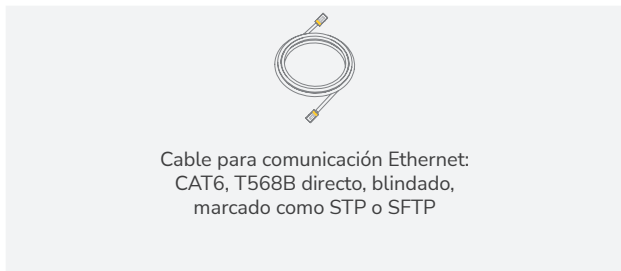 Cable para comunicación Ethernet:
CAT6, T568B directo, blindado,
marcado como STP o SFTP